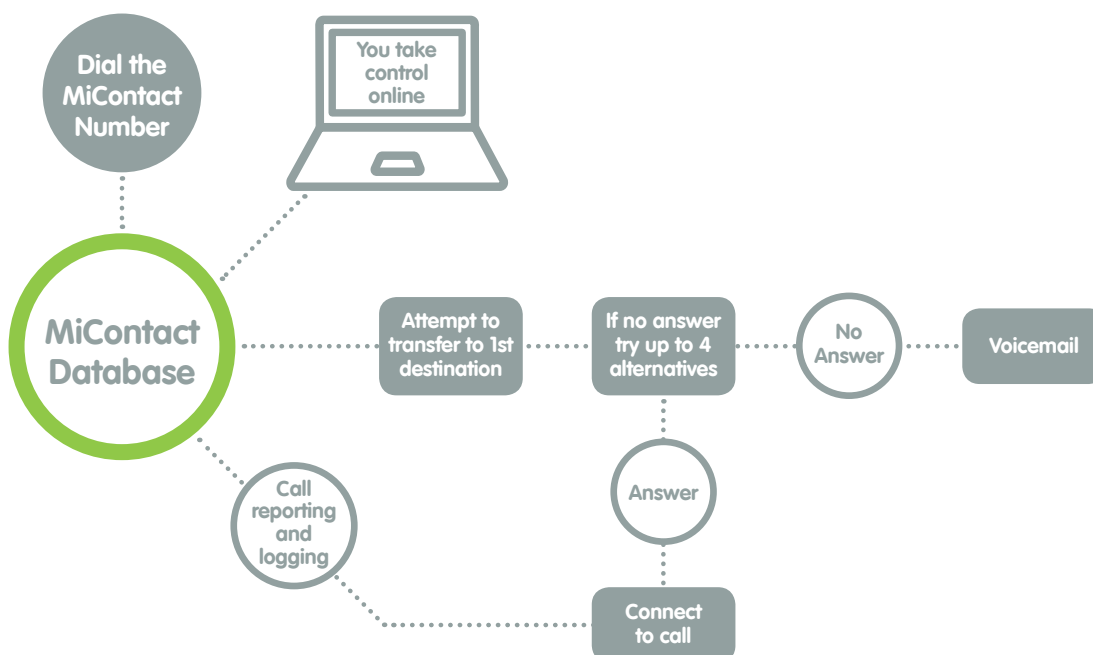 Dial the
MiContact
Number
You take
control
online
MiContact
Database
Attempt to
transfer to 1st
destination
If no answer
try up to 4
alternatives
No
Answer
Voicemail
Answer
Call
reporting
and
logging
Connect
to call